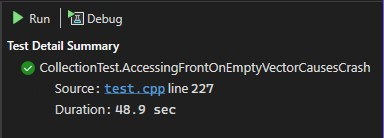 Run Debug
Test Detail Summary
CollectionTest.AccessingFrontOnEmptyVectorCausesCrash
Source: test.cpp line 227
Duration: 48.9 sec